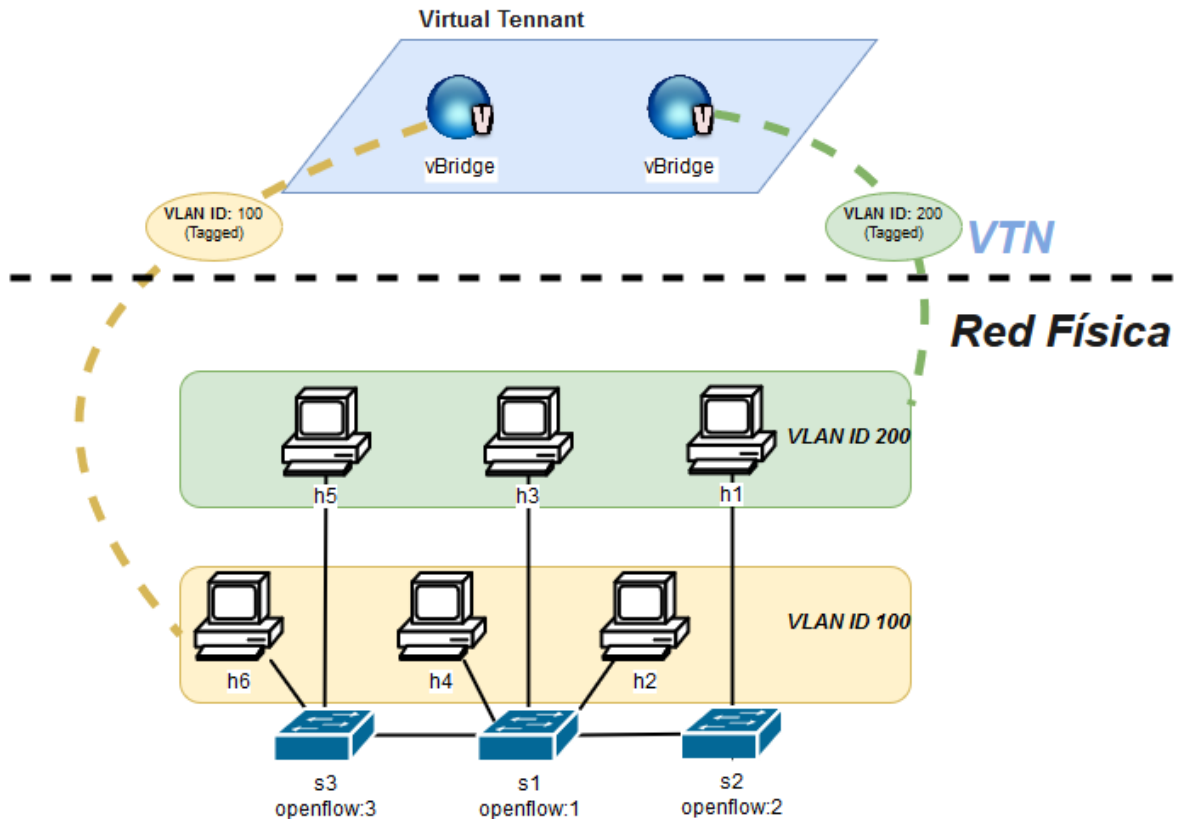 Virtual Tennant
V
V
vBridge
vBridge
VLAN ID: 100
(Tagged)
VLAN ID: 200
(Tagged)
VTN
Red Física
VLAN ID 200
h5
h3
h1
VLAN ID 100
h6
h4
h2
s3
openflow:3
s1
openflow:1
s2
openflow:2